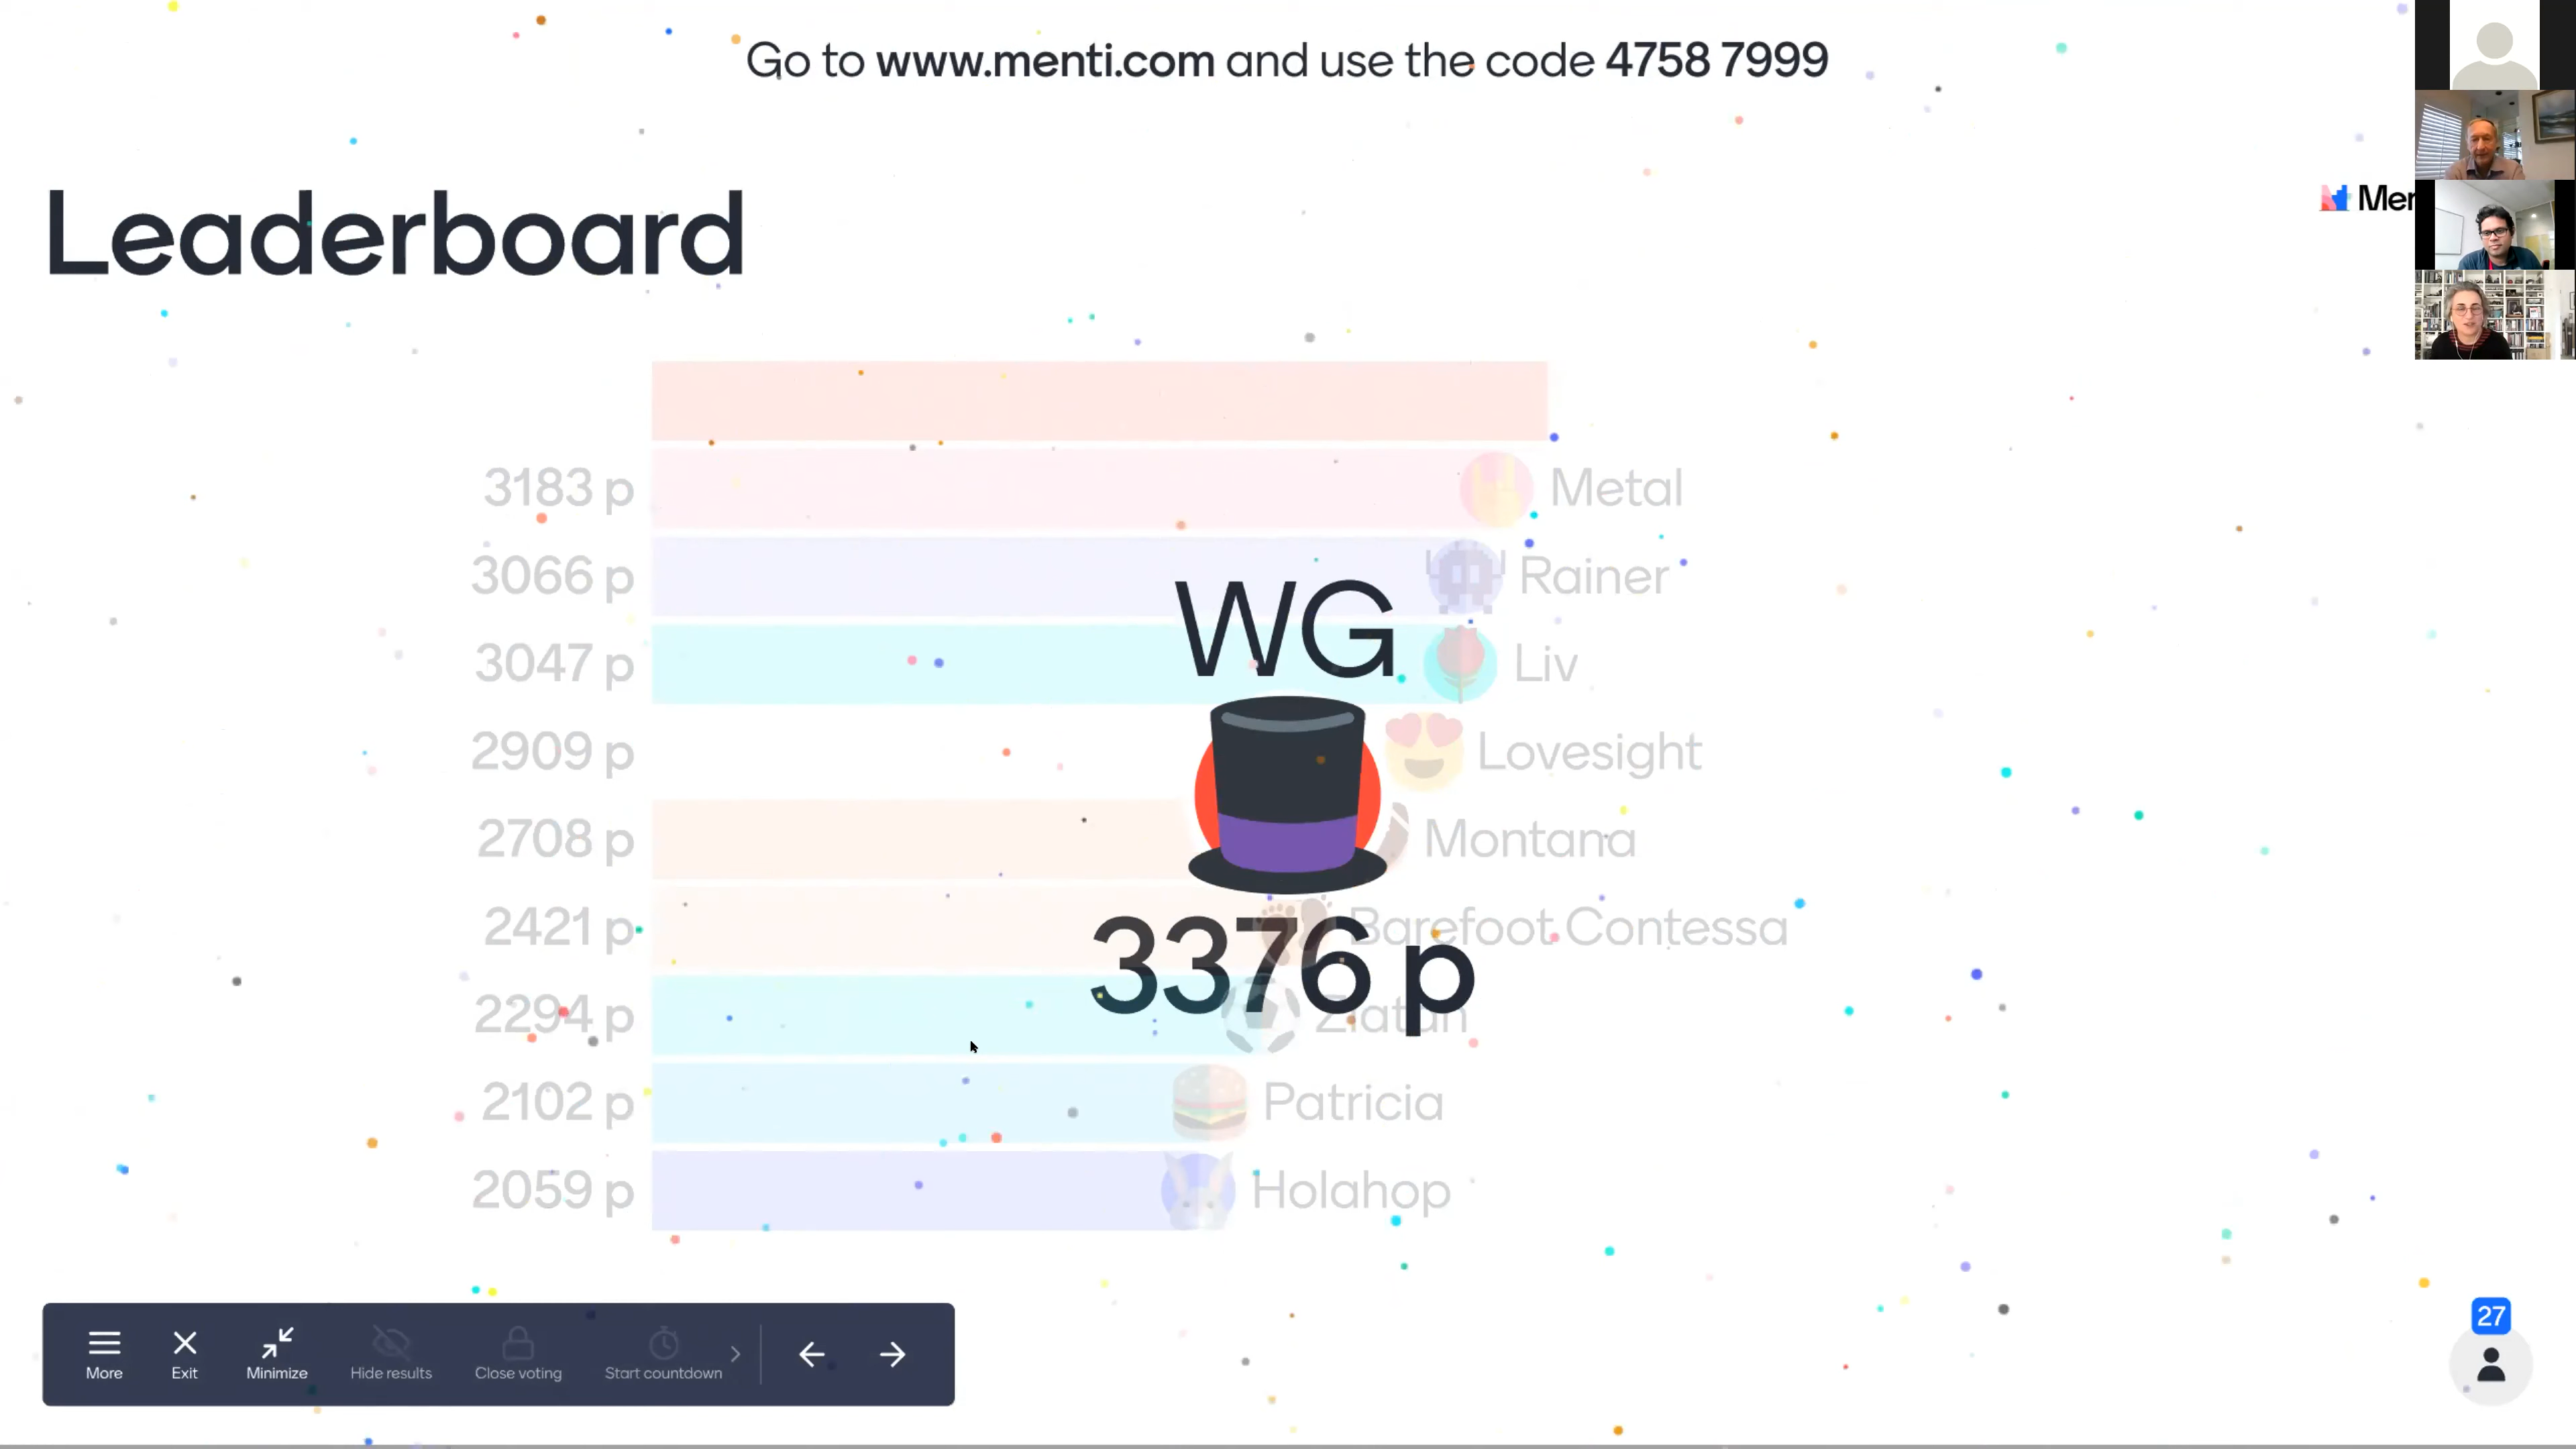 Go to www.menti.com and use the code 4758 7999
Leaderboard
3183 p Metal
3066 p Rainer
WG
3047 p Liv
2909 p Lovesight
2708 p Montana
2421 p Barefoot Contessa
3376 p
2294 p Zlatan
2102 p Patricia
2059 p Holahop
More Exit Minimize Hide results Close voting Start countdown
27